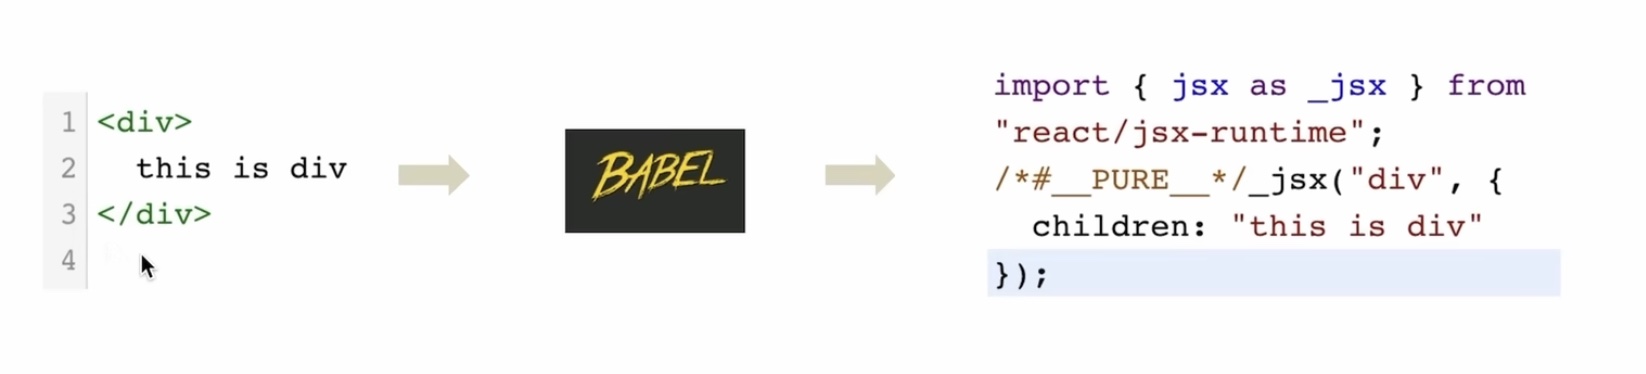 1 <div>
2   this is div
3 </div>
4
BABEL
import { jsx as _jsx } from
"react/jsx-runtime";
/*#__PURE__*/_jsx("div", {
  children: "this is div"
});